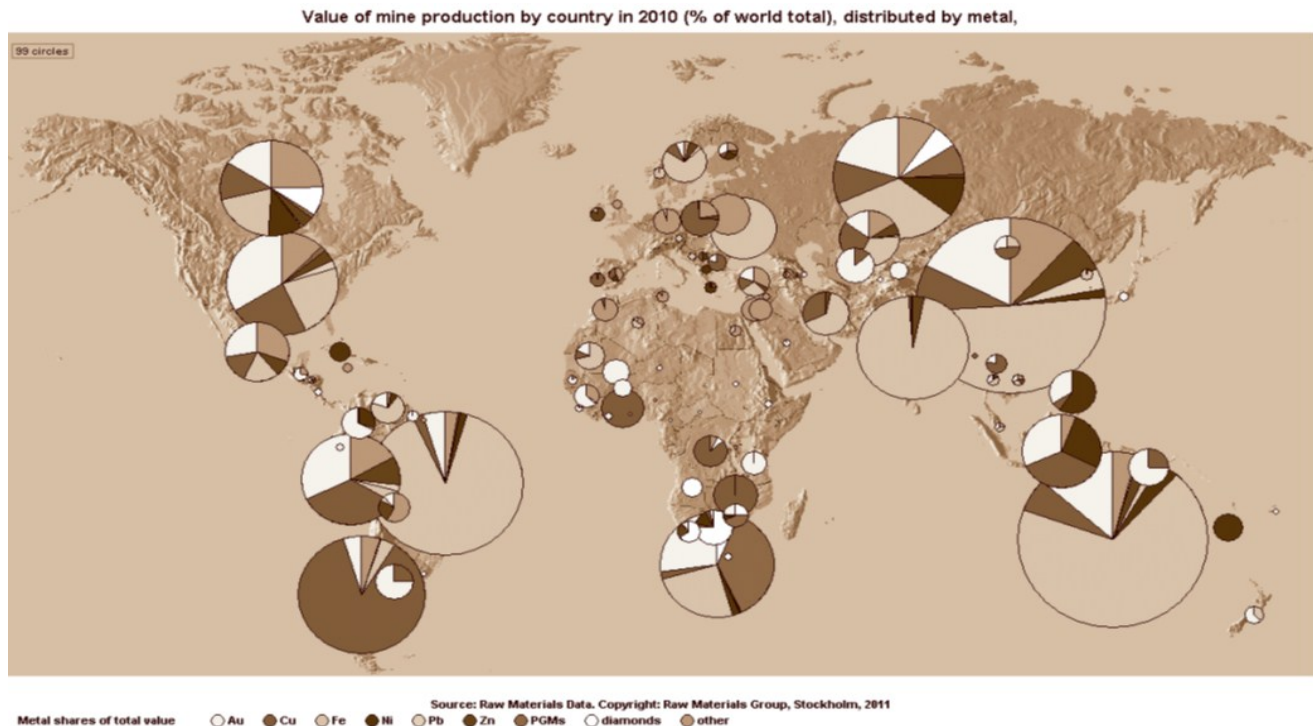 Value of mine production by country in 2010 (% of world total), distributed by metal,
99 circles
Source: Raw Materials Data. Copyright: Raw Materials Group, Stockholm, 2011
Metal shares of total value Au Cu Fe Ni Pb Zn PGMs diamonds other